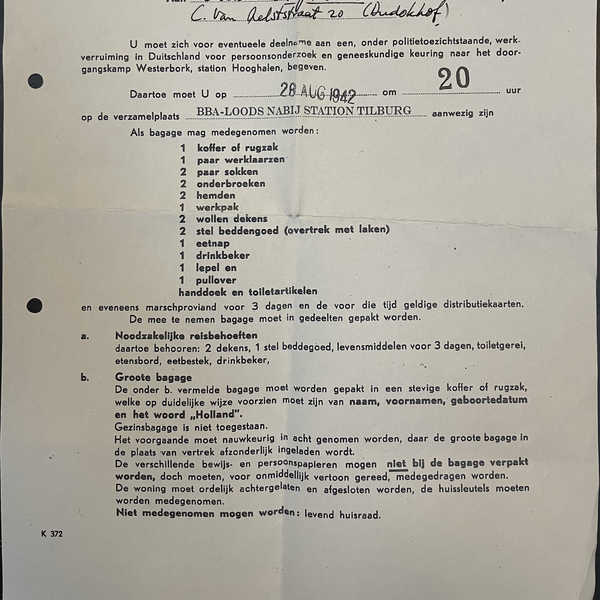 C. Van Aelststraat 20 (Oudokhof)
U moet zich voor eventueele deelname aan een, onder politietoezichtstaande, werk-
verruiming in Duitschland voor persoonsonderzoek en geneeskundige keuring naar het door-
gangskamp Westerbork, station Hooghalen, begeven.
Daartoe moet U op 28 AUG 1942 om 20 uur
op de verzamelplaats BBA-LOODS NABIJ STATION TILBURG aanwezig zijn
Als bagage mag medegenomen worden:
1 koffer of rugzak
1 paar werklaarzen
2 paar sokken
2 onderbroeken
2 hemden
1 werkpak
2 wollen dekens
2 stel beddengoed (overtrek met laken)
1 eetnap
1 drinkbeker
1 lepel en
1 pullover
handdoek en toiletartikelen
en eveneens marschproviand voor 3 dagen en de voor die tijd geldige distributiekaarten.
De mee te nemen bagage moet in gedeelten gepakt worden.
a. Noodzakelijke reisbehoeften
daartoe behooren: 2 dekens, 1 stel beddegoed, levensmiddelen voor 3 dagen, toiletgerei,
etensbord, eetbestek, drinkbeker,
b. Groote bagage
De onder b. vermelde bagage moet worden gepakt in een stevige koffer of rugzak,
welke op duidelijke wijze voorzien moet zijn van naam, voornamen, geboortedatum
en het woord „Holland".
Gezinsbagage is niet toegestaan.
Het voorgaande moet nauwkeurig in acht genomen worden, daar de groote bagage in
de plaats van vertrek afzonderlijk ingeladen wordt.
De verschillende bewijs- en persoonspapieren mogen niet bij de bagage verpakt
worden, doch moeten, voor onmiddellijk vertoon gereed, medegedragen worden.
De woning moet ordelijk achtergelaten en afgesloten worden, de huissleutels moeten
worden medegenomen.
Niet medegenomen mogen worden: levend huisraad.
K 372